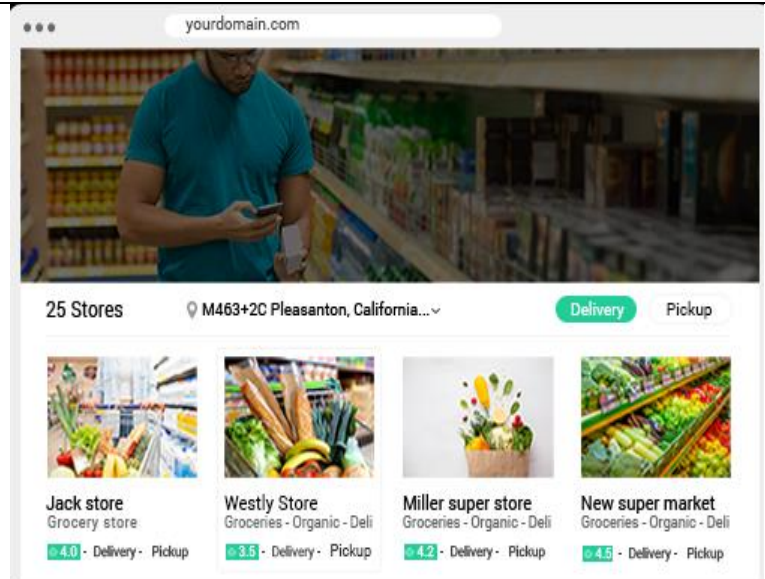 yourdomain.com
25 Stores
M463+2C Pleasanton, California...
Delivery
Pickup
Jack store
Grocery store
4.0 - Delivery - Pickup
Westly Store
Groceries - Organic - Deli
3.5 - Delivery - Pickup
Miller super store
Groceries - Organic - Deli
4.2 - Delivery - Pickup
New super market
Groceries - Organic - Deli
4.5 - Delivery - Pickup